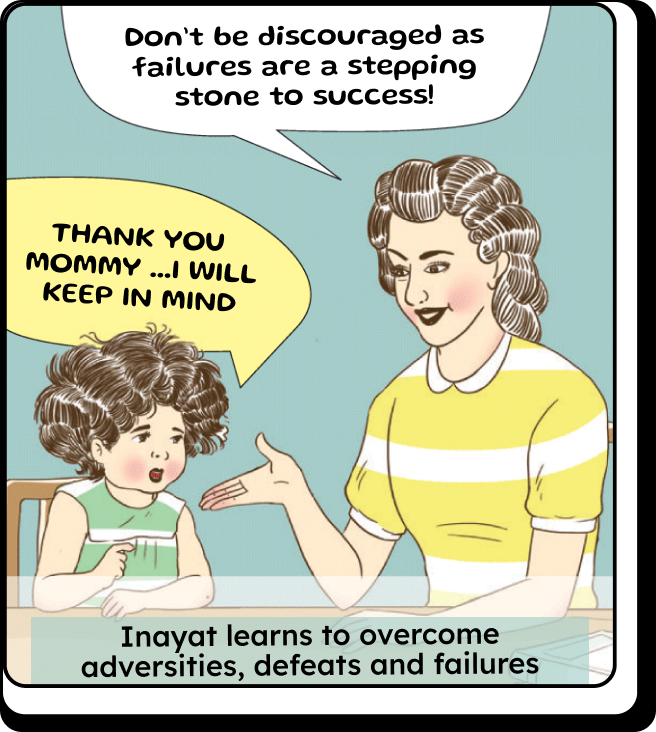 Don't be discouraged as
failures are a stepping
stone to success!
THANK YOU
MOMMY ...I WILL
KEEP IN MIND
Inayat learns to overcome
adversities, defeats and failures